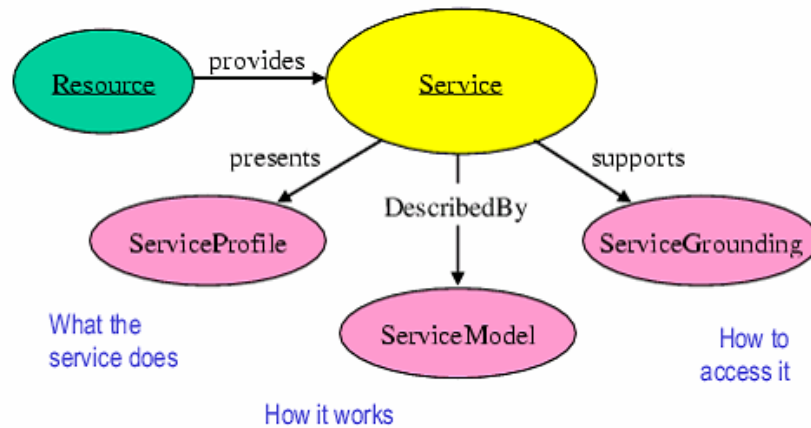 provides
Resource
Service
presents
supports
DescribedBy
ServiceProfile
ServiceGrounding
What the
service does
ServiceModel
How to
access it
How it works